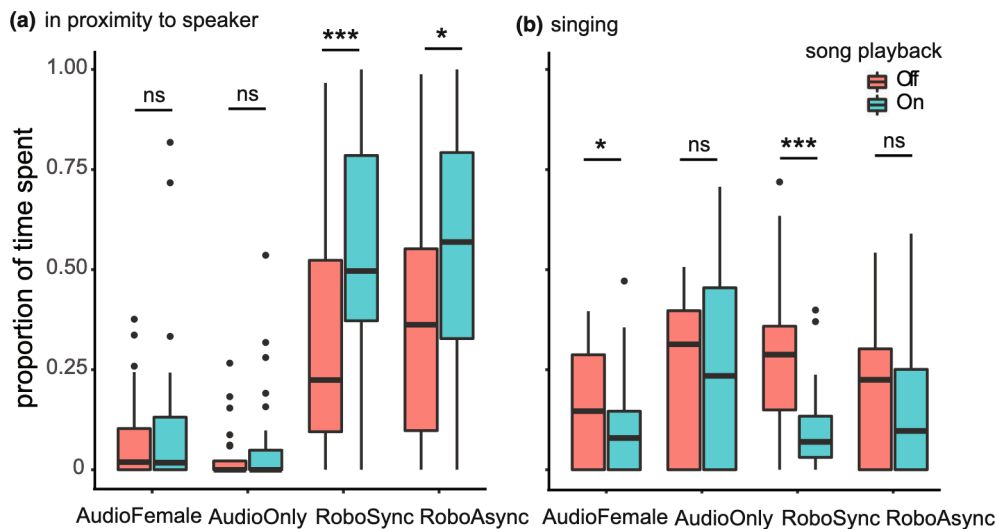 (a) in proximity to speaker
(b) singing
song playback
Off
On
*** *
ns ns
* ns *** ns
1.00
0.75
0.50
0.25
0
proportion of time spent
AudioFemale AudioOnly RoboSync RoboAsync
AudioFemale AudioOnly RoboSync RoboAsync